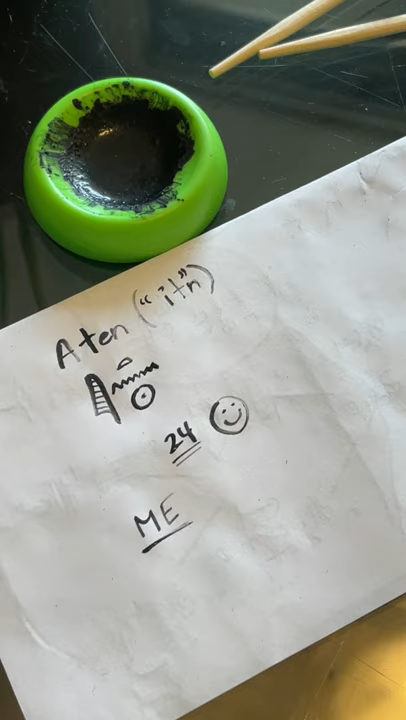 Aten ("itn")
𓇋𓏏𓈖𓇳
24 ☺
ME